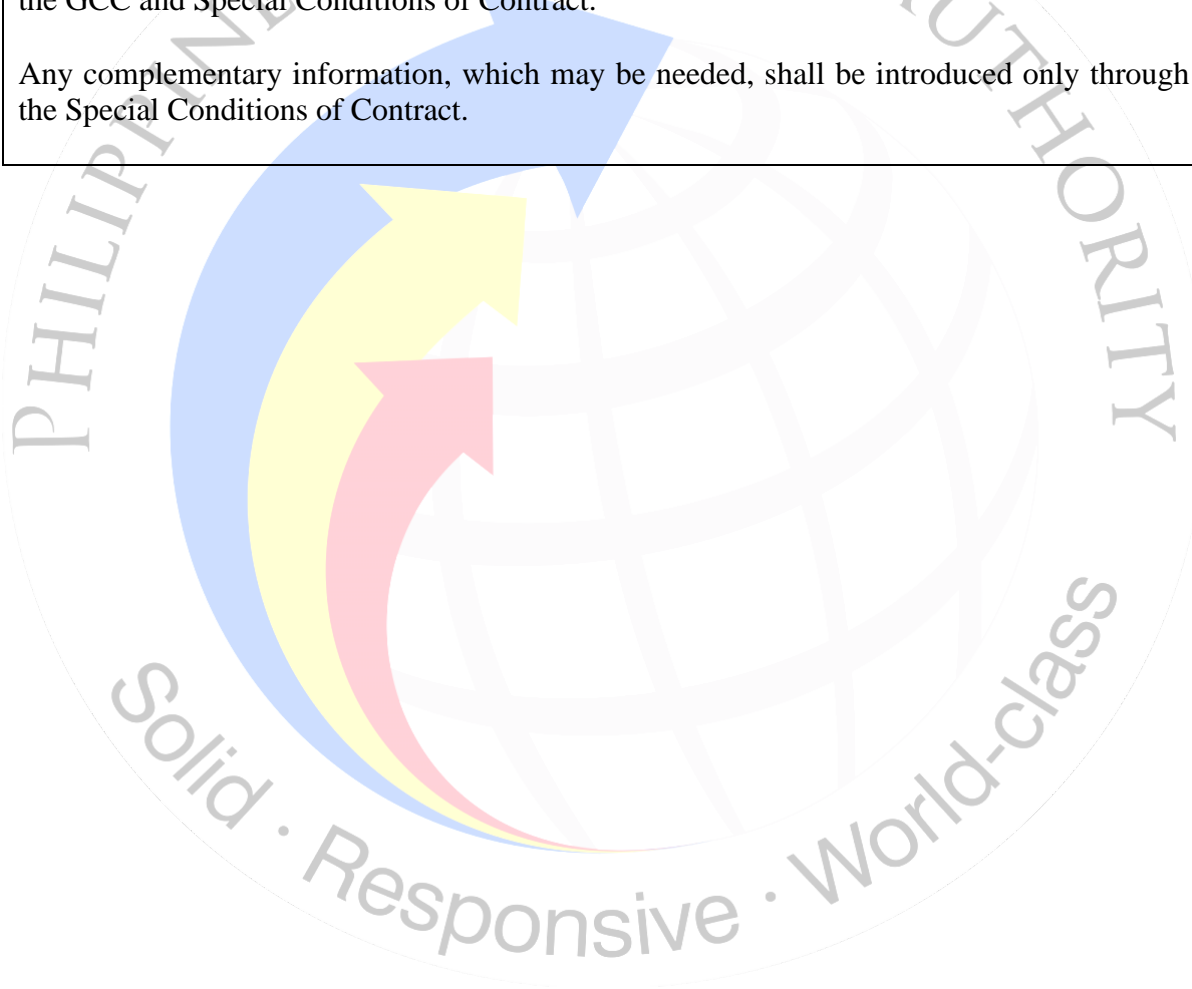 the GCC and Special Conditions of Contract.
Any complementary information, which may be needed, shall be introduced only through
the Special Conditions of Contract.
AUTHORITY
Solid · Responsive · World-class